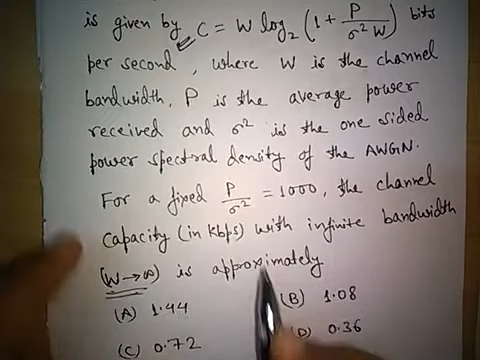 is given by C = W log₂ (1 + P/σ² W) bits
per second, where W is the channel
bandwidth, P is the average power
received and σ² is the one sided
power spectral density of the AWGN.
For a fixed P/σ² = 1000, the channel
capacity (in kbps) with infinite bandwidth
(W → ∞) is approximately
(A) 1.44 (B) 1.08
(C) 0.72 (D) 0.36